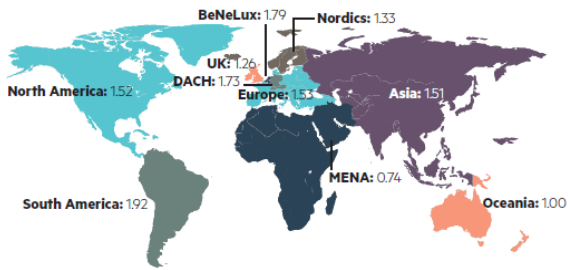 BeNeLux: 1.79
Nordics: 1.33
UK: 1.26
DACH: 1.73
North America: 1.52
Europe: 1.53
Asia: 1.51
MENA: 0.74
South America: 1.92
Oceania: 1.00